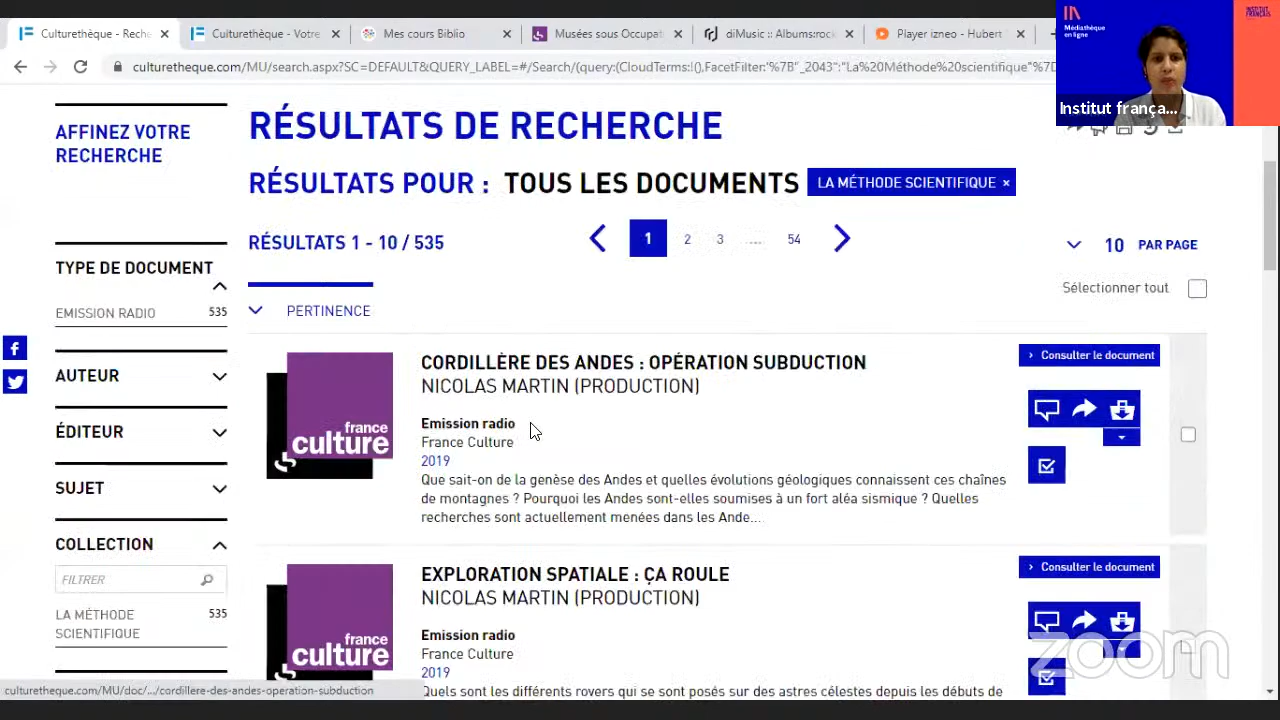 Culturethèque - Reche
Culturethèque - Votre
Mes cours Biblio
Musées sous Occupat
diMusic :: Albums:rock
Player izneo - Hubert
culturetheque.com/MU/search.aspx?SC=DEFAULT&QUERY_LABEL=#/Search/(query:(CloudTerms:!(),FacetFilter:'%7B"_2043":"La%20Méthode%20scientifique"%7D
Médiathèque
en ligne
INSTITUT
FRANÇAIS
Institut frança...
AFFINEZ VOTRE
RECHERCHE
RÉSULTATS DE RECHERCHE
RÉSULTATS POUR : TOUS LES DOCUMENTS
LA MÉTHODE SCIENTIFIQUE ×
RÉSULTATS 1 - 10 / 535
1 2 3 .... 54
10 PAR PAGE
Sélectionner tout
PERTINENCE
TYPE DE DOCUMENT
EMISSION RADIO 535
AUTEUR
ÉDITEUR
SUJET
COLLECTION
FILTRER
LA MÉTHODE 535
SCIENTIFIQUE
france
culture
CORDILLÈRE DES ANDES : OPÉRATION SUBDUCTION
NICOLAS MARTIN (PRODUCTION)
Emission radio
France Culture
2019
Que sait-on de la genèse des Andes et quelles évolutions géologiques connaissent ces chaînes
de montagnes ? Pourquoi les Andes sont-elles soumises à un fort aléa sismique ? Quelles
recherches sont actuellement menées dans les Ande...
› Consulter le document
france
culture
EXPLORATION SPATIALE : ÇA ROULE
NICOLAS MARTIN (PRODUCTION)
Emission radio
France Culture
2019
Quels sont les différents rovers qui se sont posés sur des astres célestes depuis les débuts de
› Consulter le document
zoom
culturetheque.com/MU/doc/.../cordillere-des-andes-operation-subduction